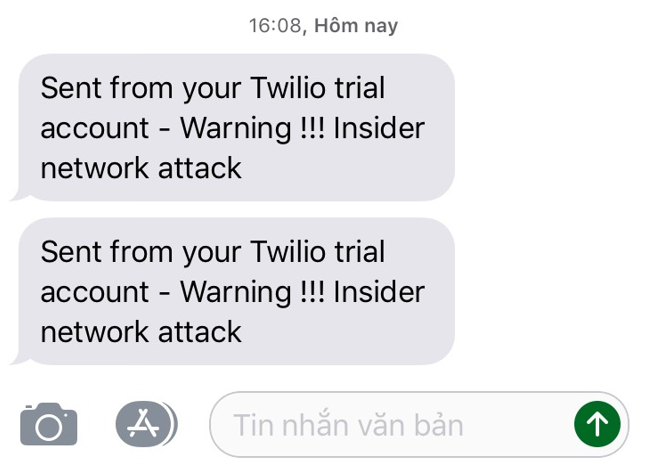 16:08, Hôm nay
Sent from your Twilio trial
account - Warning !!! Insider
network attack
Sent from your Twilio trial
account - Warning !!! Insider
network attack
Tin nhắn văn bản